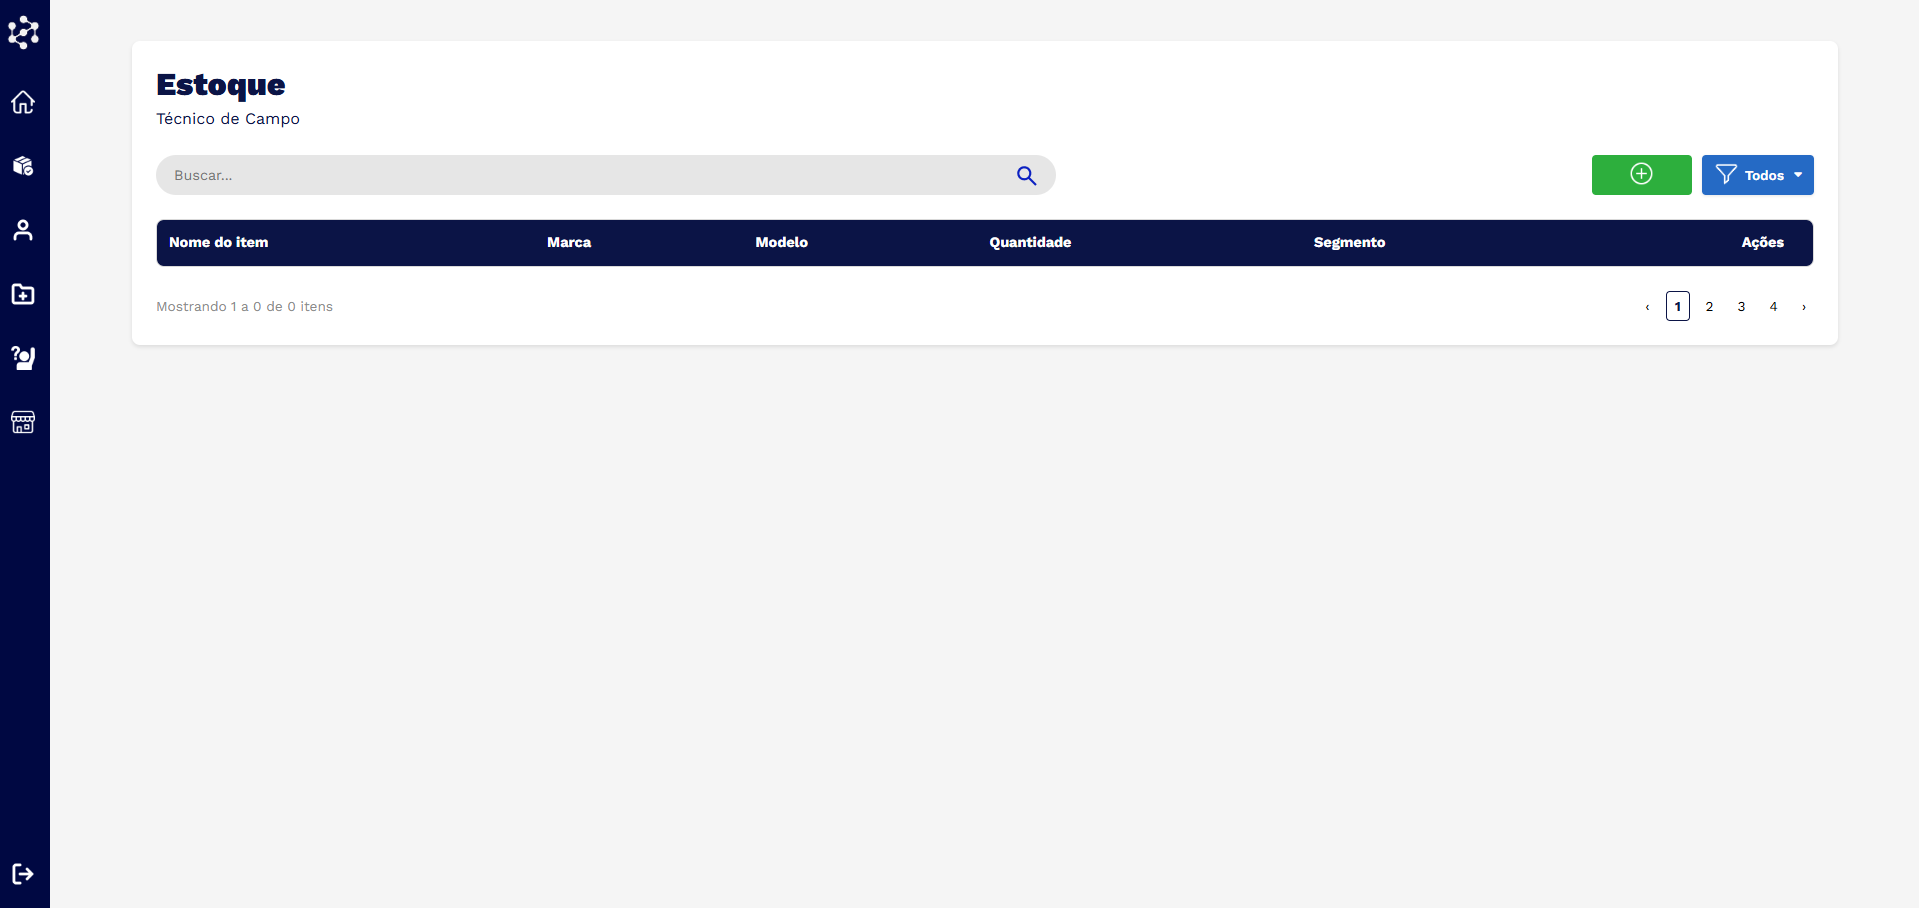 Estoque
Técnico de Campo
Buscar...
Todos
Nome do item Marca Modelo Quantidade Segmento Ações
Mostrando 1 a 0 de 0 itens
‹ 1 2 3 4 ›